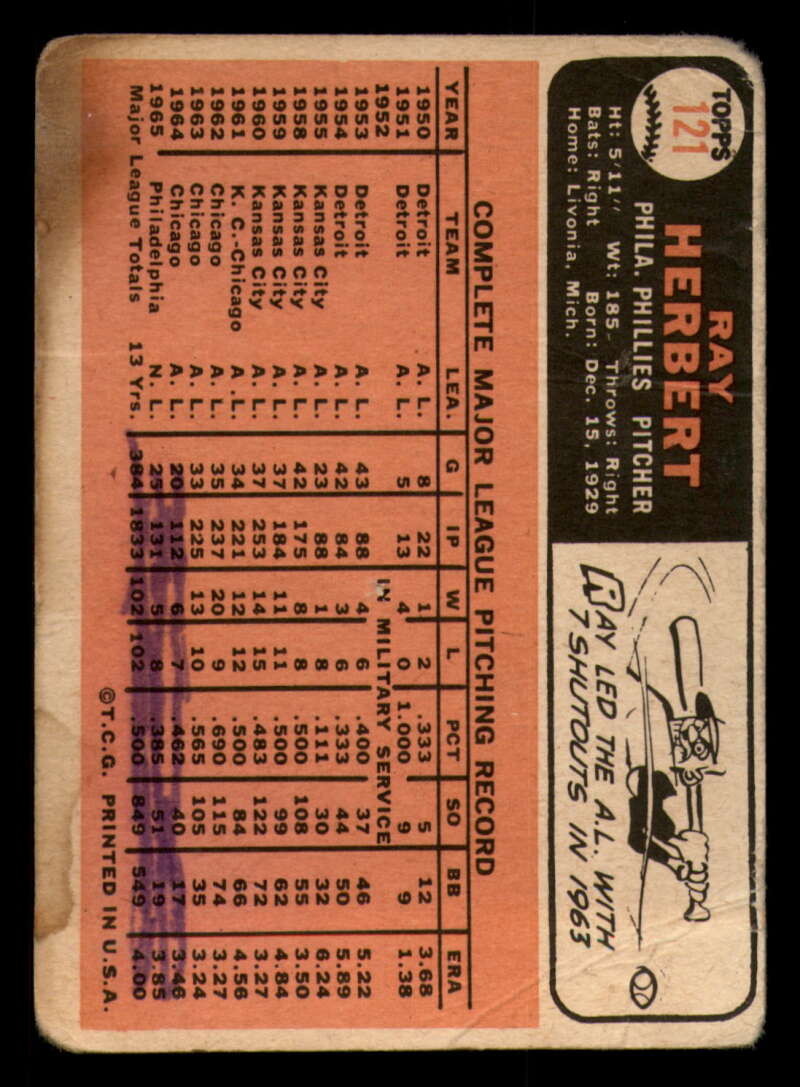 TOPPS
121
RAY
HERBERT
PHILA. PHILLIES PITCHER
Ht: 5'11" Wt: 185 Throws: Right
Bats: Right Born: Dec. 15, 1929
Home: Livonia, Mich.
RAY LED THE A.L. WITH
7 SHUTOUTS IN 1963
COMPLETE MAJOR LEAGUE PITCHING RECORD
YEAR TEAM LEA. G IP W L PCT SO BB ERA
1950 Detroit A. L. 8 22 1 2 .333 5 12 3.68
1951 Detroit A. L. 5 13 4 0 1.000 9 9 1.38
1952 IN MILITARY SERVICE
1953 Detroit A. L. 43 88 4 6 .400 37 46 5.22
1954 Detroit A. L. 42 84 3 6 .333 44 50 5.89
1955 Kansas City A. L. 23 88 1 8 .111 30 32 6.24
1958 Kansas City A. L. 42 175 8 8 .500 108 55 3.50
1959 Kansas City A. L. 37 184 11 11 .500 99 62 4.84
1960 Kansas City A. L. 37 253 14 15 .483 122 72 3.27
1961 K. C.-Chicago A. L. 34 221 12 12 .500 84 66 4.56
1962 Chicago A. L. 35 237 20 9 .690 115 74 3.27
1963 Chicago A. L. 33 225 13 10 .565 105 35 3.24
1964 Chicago A. L. 20 112 6 7 .462 40 17 3.46
1965 Philadelphia N. L. 25 131 5 8 .385 51 19 3.85
Major League Totals 13 Yrs. 384 1833 102 102 .500 849 549 4.00
©T.C.G. PRINTED IN U.S.A.